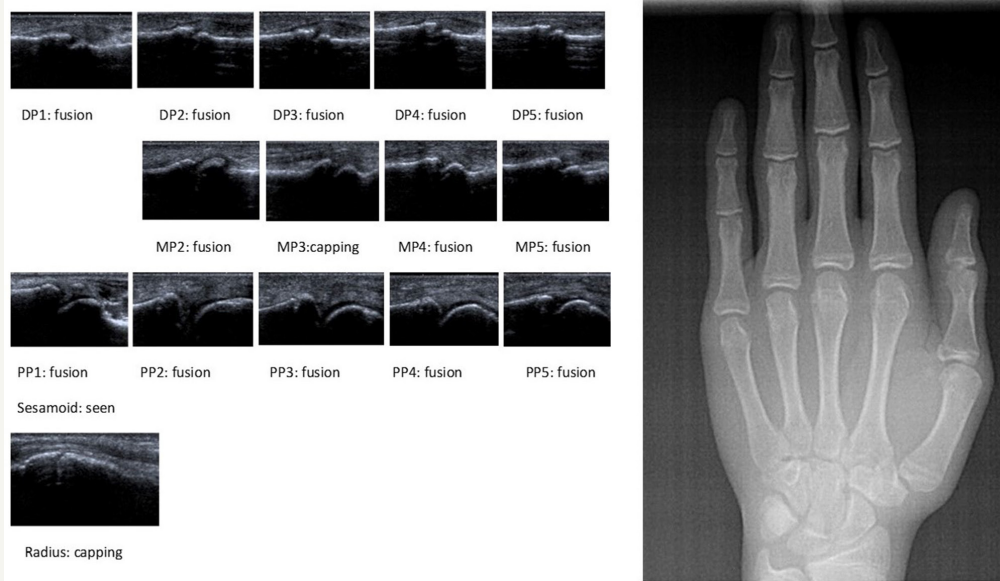 DP1: fusion
DP2: fusion
DP3: fusion
DP4: fusion
DP5: fusion
MP2: fusion
MP3:capping
MP4: fusion
MP5: fusion
PP1: fusion
PP2: fusion
PP3: fusion
PP4: fusion
PP5: fusion
Sesamoid: seen
Radius: capping